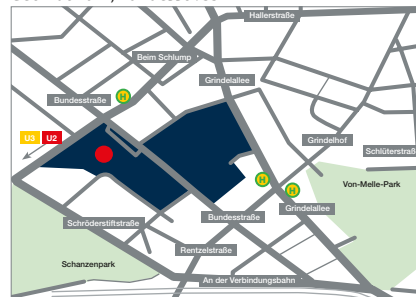 Hallerstraße
Beim Schlump
Grindelallee
Bundesstraße
H
U3
U2
Grindelhof
Schlüterstraße
H
H
Von-Melle-Park
Grindelallee
Schröderstiftstraße
Bundesstraße
Rentzelstraße
Schanzenpark
An der Verbindungsbahn